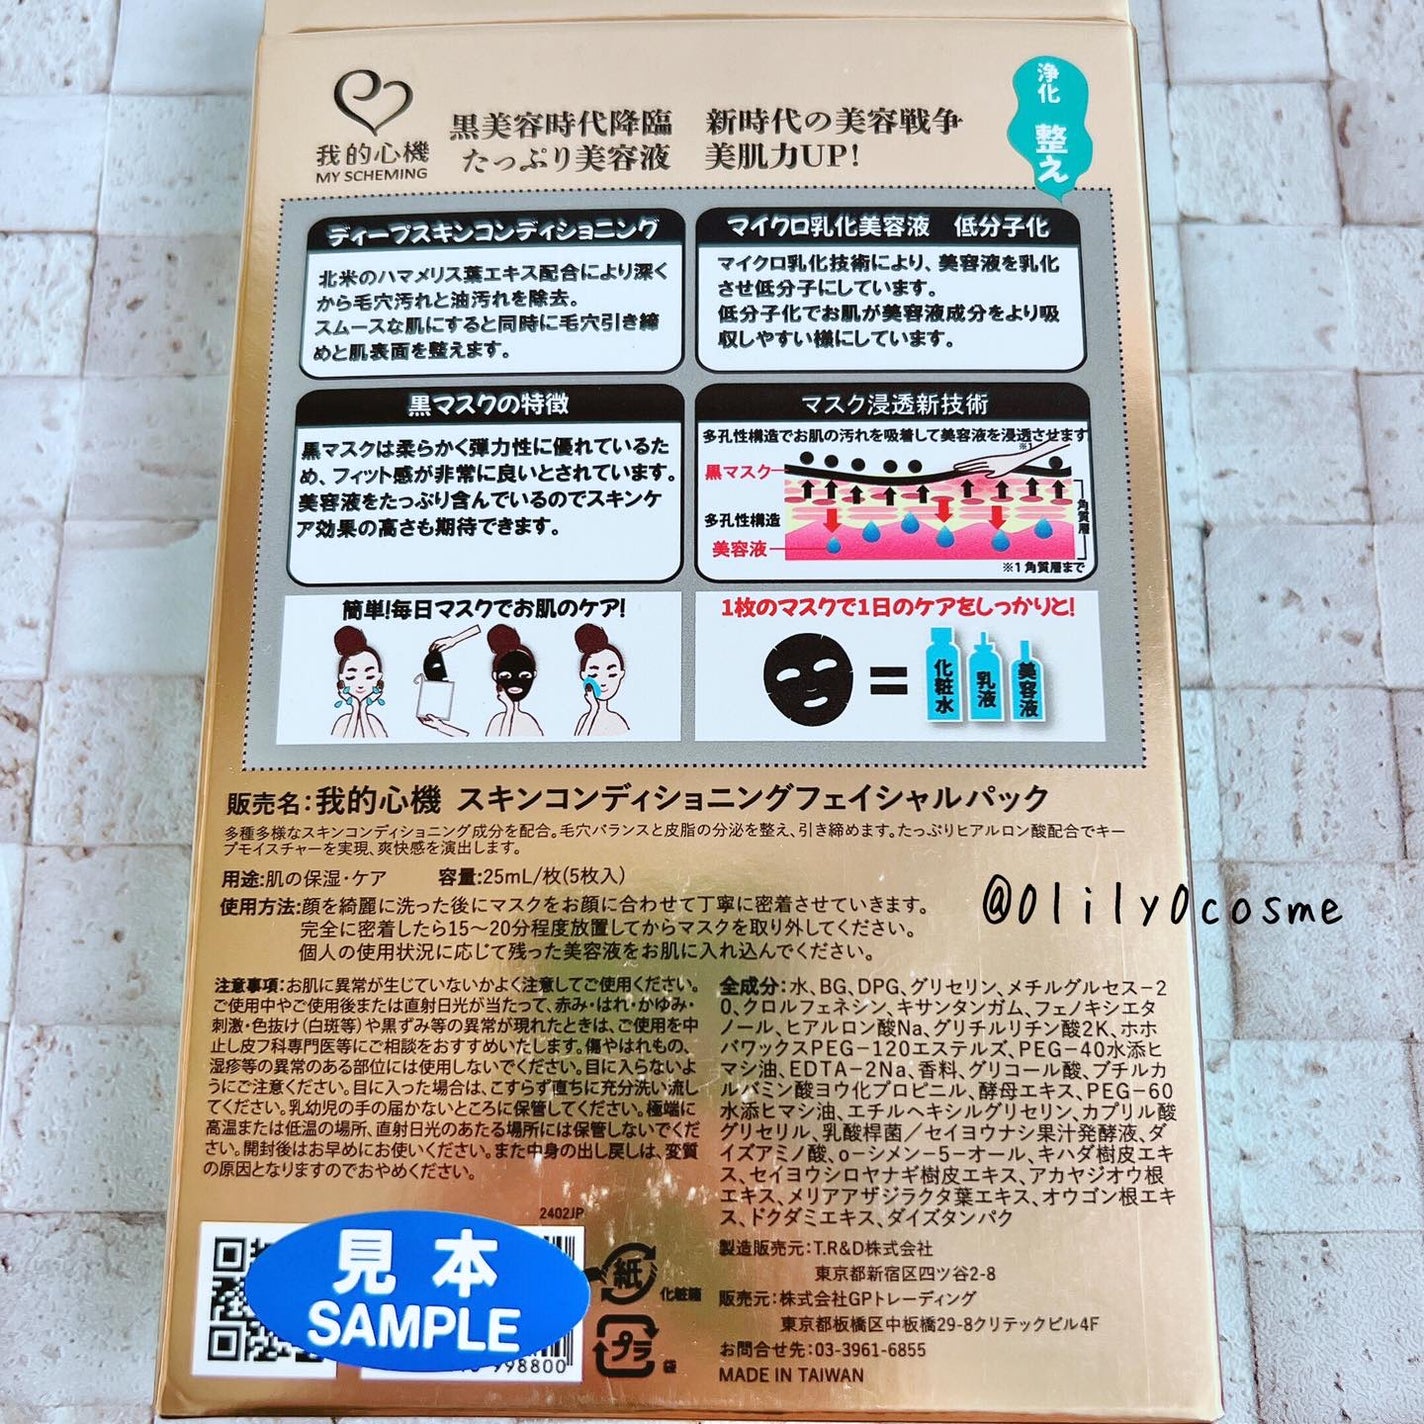 我的心機
MY SCHEMING
黒美容時代降臨 新時代の美容戦争
たっぷり美容液 美肌力UP!
浄化 整え
ディープスキンコンディショニング
北米のハマメリス葉エキス配合により深く
から毛穴汚れと油汚れを除去。
スムースな肌にすると同時に毛穴引き締
めと肌表面を整えます。
マイクロ乳化美容液 低分子化
マイクロ乳化技術により、美容液を乳化
させ低分子にしています。
低分子化でお肌が美容液成分をより吸
収しやすい様にしています。
黒マスクの特徴
黒マスクは柔らかく弾力性に優れているた
め、フィット感が非常に良いとされています。
美容液をたっぷり含んでいるのでスキンケ
ア効果の高さも期待できます。
マスク浸透新技術
多孔性構造でお肌の汚れを吸着して美容液を浸透させます
※1
黒マスク
多孔性構造
美容液
角質層
※1 角質層まで
簡単!毎日マスクでお肌のケア!
1枚のマスクで1日のケアをしっかりと!
=
化粧水
乳液
美容液
販売名:我的心機 スキンコンディショニングフェイシャルパック
多種多様なスキンコンディショニング成分を配合。毛穴バランスと皮脂の分泌を整え、引き締めます。たっぷりヒアルロン酸配合でキー
プモイスチャーを実現、爽快感を演出します。
用途:肌の保湿・ケア 容量:25mL/枚(5枚入)
使用方法:顔を綺麗に洗った後にマスクをお顔に合わせて丁寧に密着させていきます。
完全に密着したら15〜20分程度放置してからマスクを取り外してください。
個人の使用状況に応じて残った美容液をお肌に入れ込んでください。
@0lily0cosme
注意事項:お肌に異常が生じていないかよく注意してご使用ください。
ご使用中やご使用後または直射日光が当たって、赤み・はれ・かゆみ・
刺激・色抜け(白斑等)や黒ずみ等の異常が現れたときは、ご使用を中
止し皮フ科専門医等にご相談をおすすめいたします。傷やはれもの、
湿疹等の異常のある部位には使用しないでください。目に入らないよ
うにご注意ください。目に入った場合は、こすらず直ちに充分洗い流し
てください。乳幼児の手の届かないところに保管してください。極端に
高温または低温の場所、直射日光のあたる場所には保管しないでくだ
さい。開封後はお早めにお使いください。また中身の出し戻しは、変質
の原因となりますのでおやめください。
2402JP
全成分:水、BG、DPG、グリセリン、メチルグルセス-2
0、クロルフェネシン、キサンタンガム、フェノキシエタ
ノール、ヒアルロン酸Na、グリチルリチン酸2K、ホホ
バワックスPEG-120エステルズ、PEG-40水添ヒ
マシ油、EDTA-2Na、香料、グリコール酸、ブチルカ
ルバミン酸ヨウ化プロピニル、酵母エキス、PEG-60
水添ヒマシ油、エチルヘキシルグリセリン、カプリル酸
グリセリル、乳酸桿菌/セイヨウナシ果汁発酵液、ダ
イズアミノ酸、o-シメン-5-オール、キハダ樹皮エキ
ス、セイヨウシロヤナギ樹皮エキス、アカヤジオウ根
エキス、メリアアザジラクタ葉エキス、オウゴン根エキ
ス、ドクダミエキス、ダイズタンパク
製造販売元:T.R&D株式会社
東京都新宿区四ツ谷2-8
販売元:株式会社GPトレーディング
東京都板橋区中板橋29-8クリテックビル4F
お問合せ先:03-3961-6855
MADE IN TAIWAN
見本
SAMPLE
998800
紙
化粧箱
プラ
袋